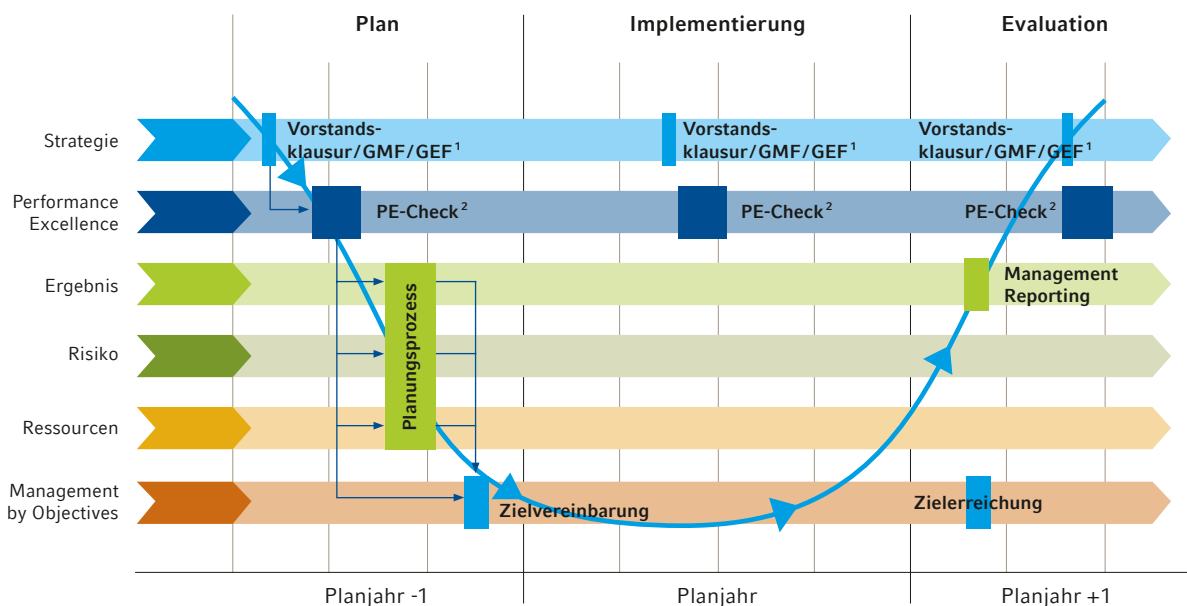 Plan
Implementierung
Evaluation
Strategie
Vorstands-
klausur/GMF/GEF¹
Vorstands-
klausur/GMF/GEF¹
Vorstands-
klausur/GMF/GEF¹
Performance
Excellence
PE-Check²
PE-Check²
PE-Check²
Ergebnis
Management
Reporting
Planungsprozess
Risiko
Ressourcen
Management
by Objectives
Zielvereinbarung
Zielerreichung
Planjahr -1
Planjahr
Planjahr +1